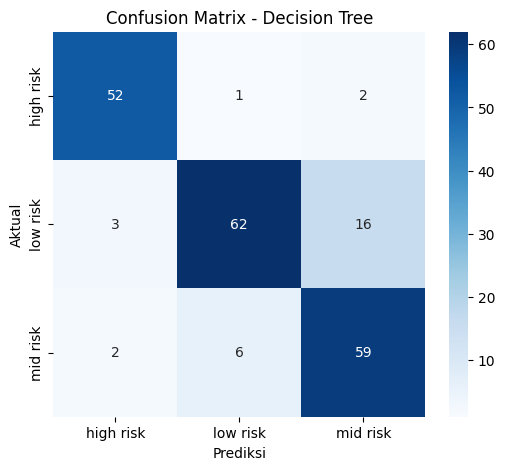 Confusion Matrix - Decision Tree
Aktual
high risk
52 1 2
low risk
3 62 16
mid risk
2 6 59
high risk low risk mid risk
Prediksi
60
50
40
30
20
10